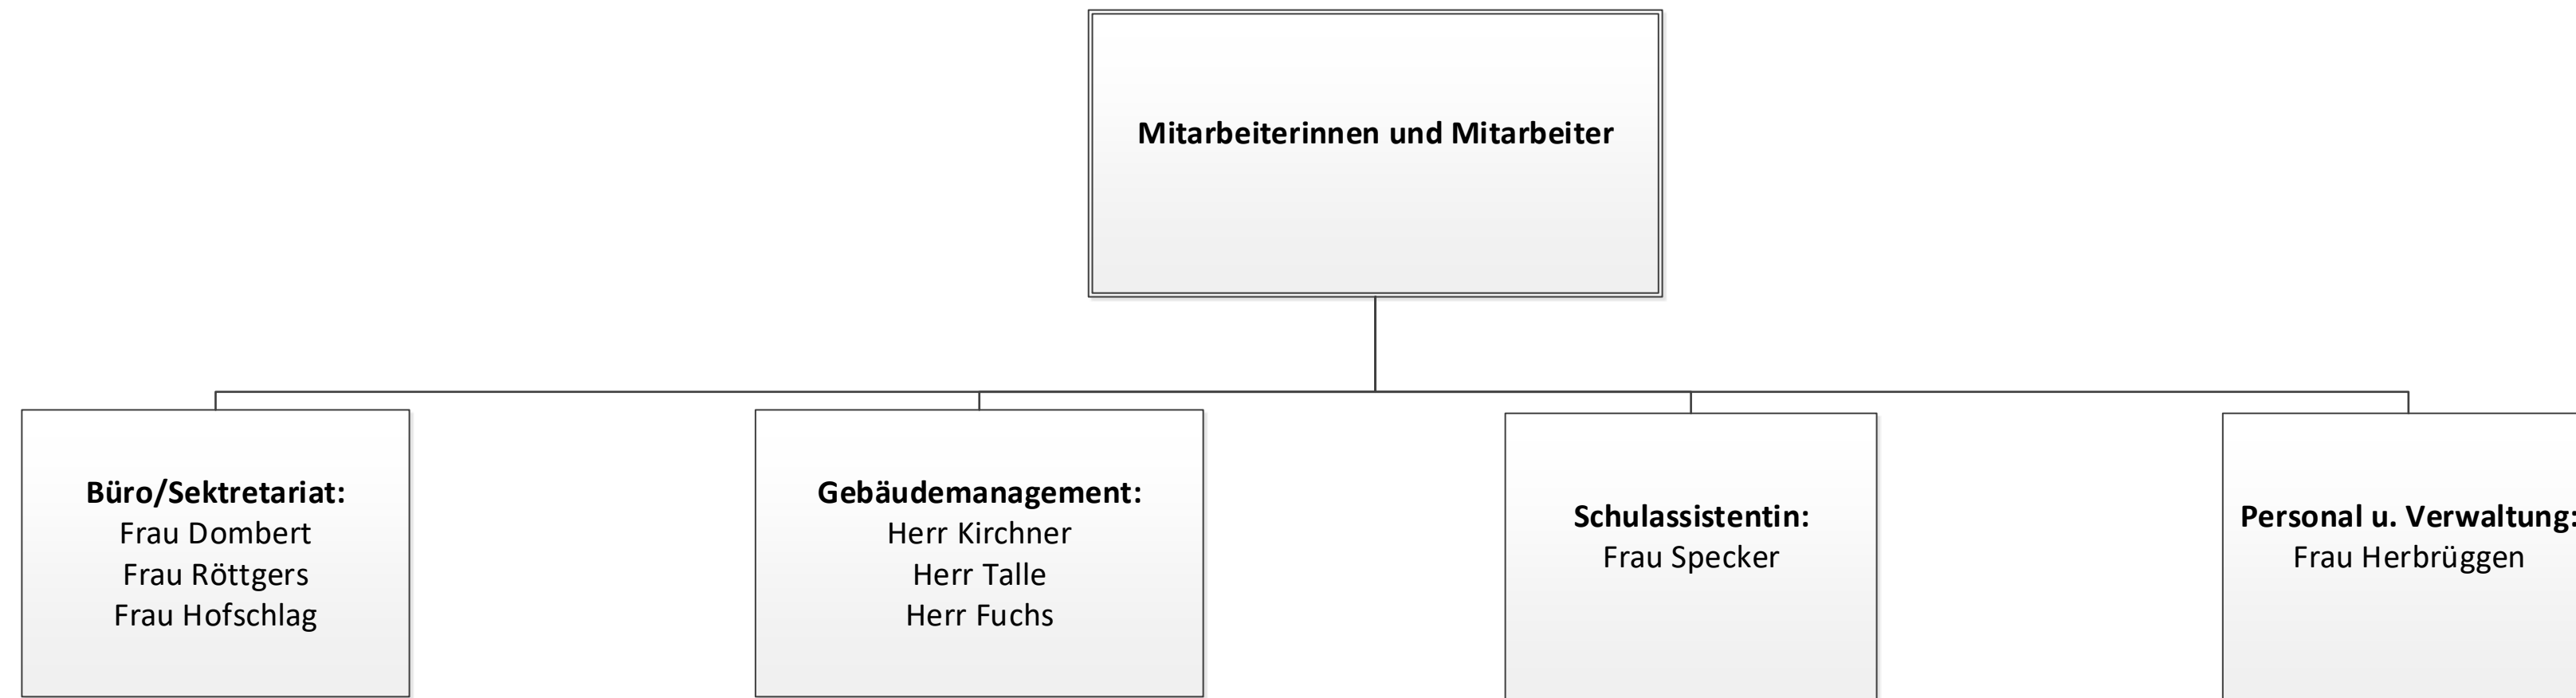 Mitarbeiterinnen und Mitarbeiter
Büro/Sektretariat:
Frau Dombert
Frau Röttgers
Frau Hofschlag
Gebäudemanagement:
Herr Kirchner
Herr Talle
Herr Fuchs
Schulassistentin:
Frau Specker
Personal u. Verwaltung:
Frau Herbrüggen